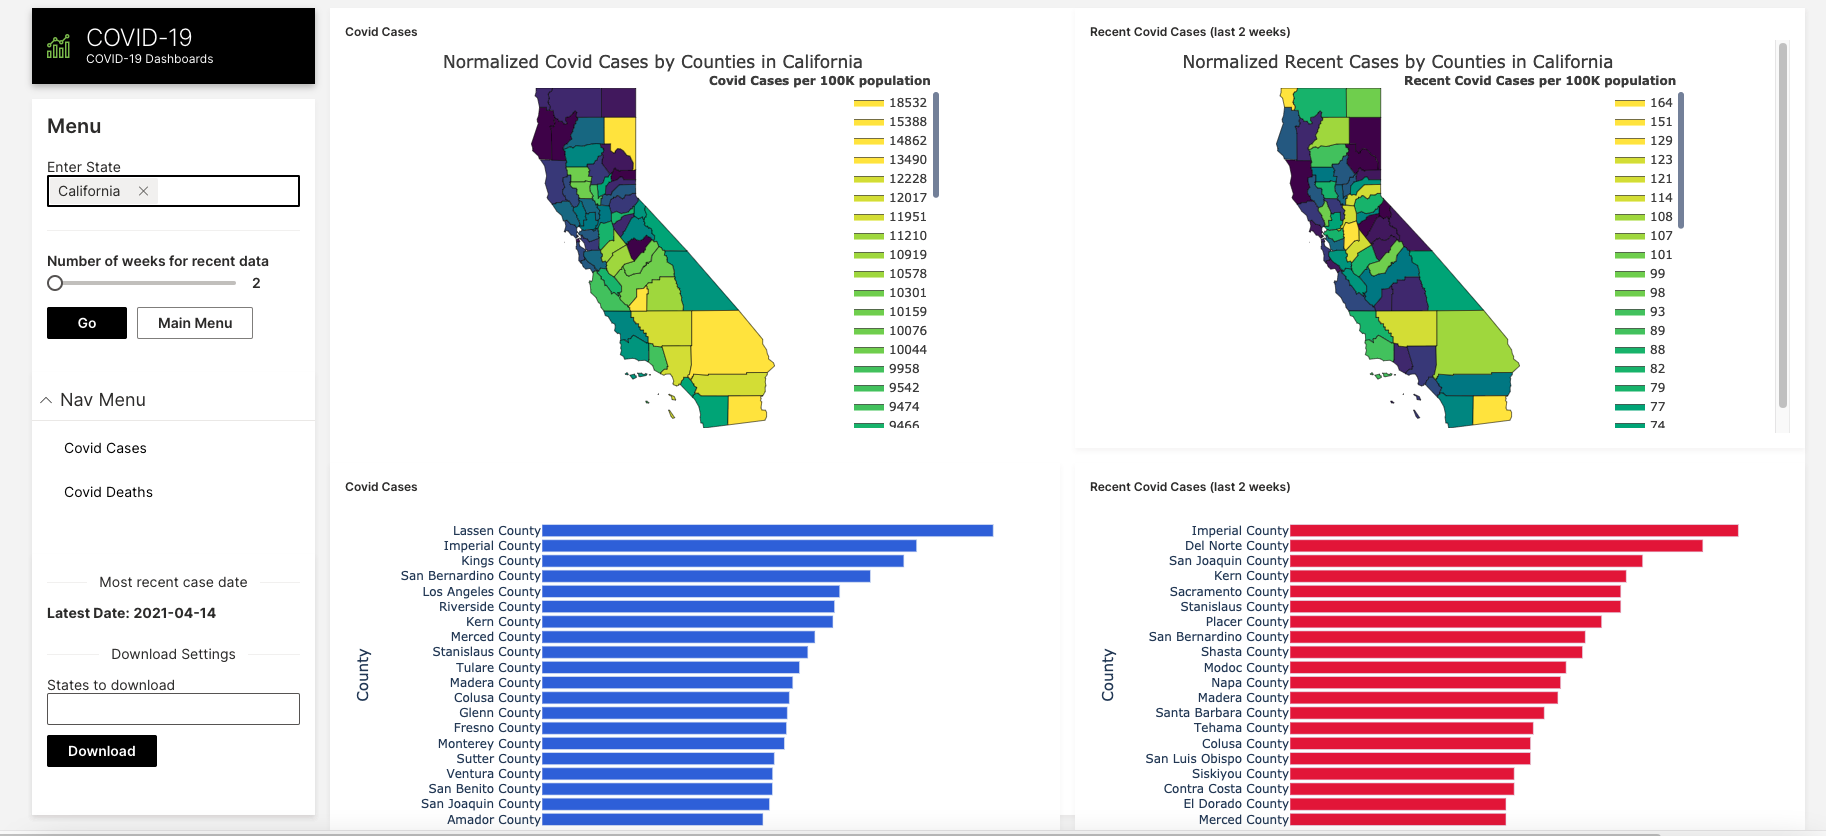 COVID-19
COVID-19 Dashboards
Menu
Enter State
California
Number of weeks for recent data
2
Go
Main Menu
Nav Menu
Covid Cases
Covid Deaths
Most recent case date
Latest Date: 2021-04-14
Download Settings
States to download
Download
Covid Cases
Normalized Covid Cases by Counties in California
Covid Cases per 100K population
18532
15388
14862
13490
12228
12017
11951
11210
10919
10578
10301
10159
10076
10044
9958
9542
9474
9466
Recent Covid Cases (last 2 weeks)
Normalized Recent Cases by Counties in California
Recent Covid Cases per 100K population
164
151
129
123
121
114
108
107
101
99
98
93
89
88
82
79
77
74
Covid Cases
County
Lassen County
Imperial County
Kings County
San Bernardino County
Los Angeles County
Riverside County
Kern County
Merced County
Stanislaus County
Tulare County
Madera County
Colusa County
Glenn County
Fresno County
Monterey County
Sutter County
Ventura County
San Benito County
San Joaquin County
Amador County
Recent Covid Cases (last 2 weeks)
County
Imperial County
Del Norte County
San Joaquin County
Kern County
Sacramento County
Stanislaus County
Placer County
San Bernardino County
Shasta County
Modoc County
Napa County
Madera County
Santa Barbara County
Tehama County
Colusa County
San Luis Obispo County
Siskiyou County
Contra Costa County
El Dorado County
Merced County